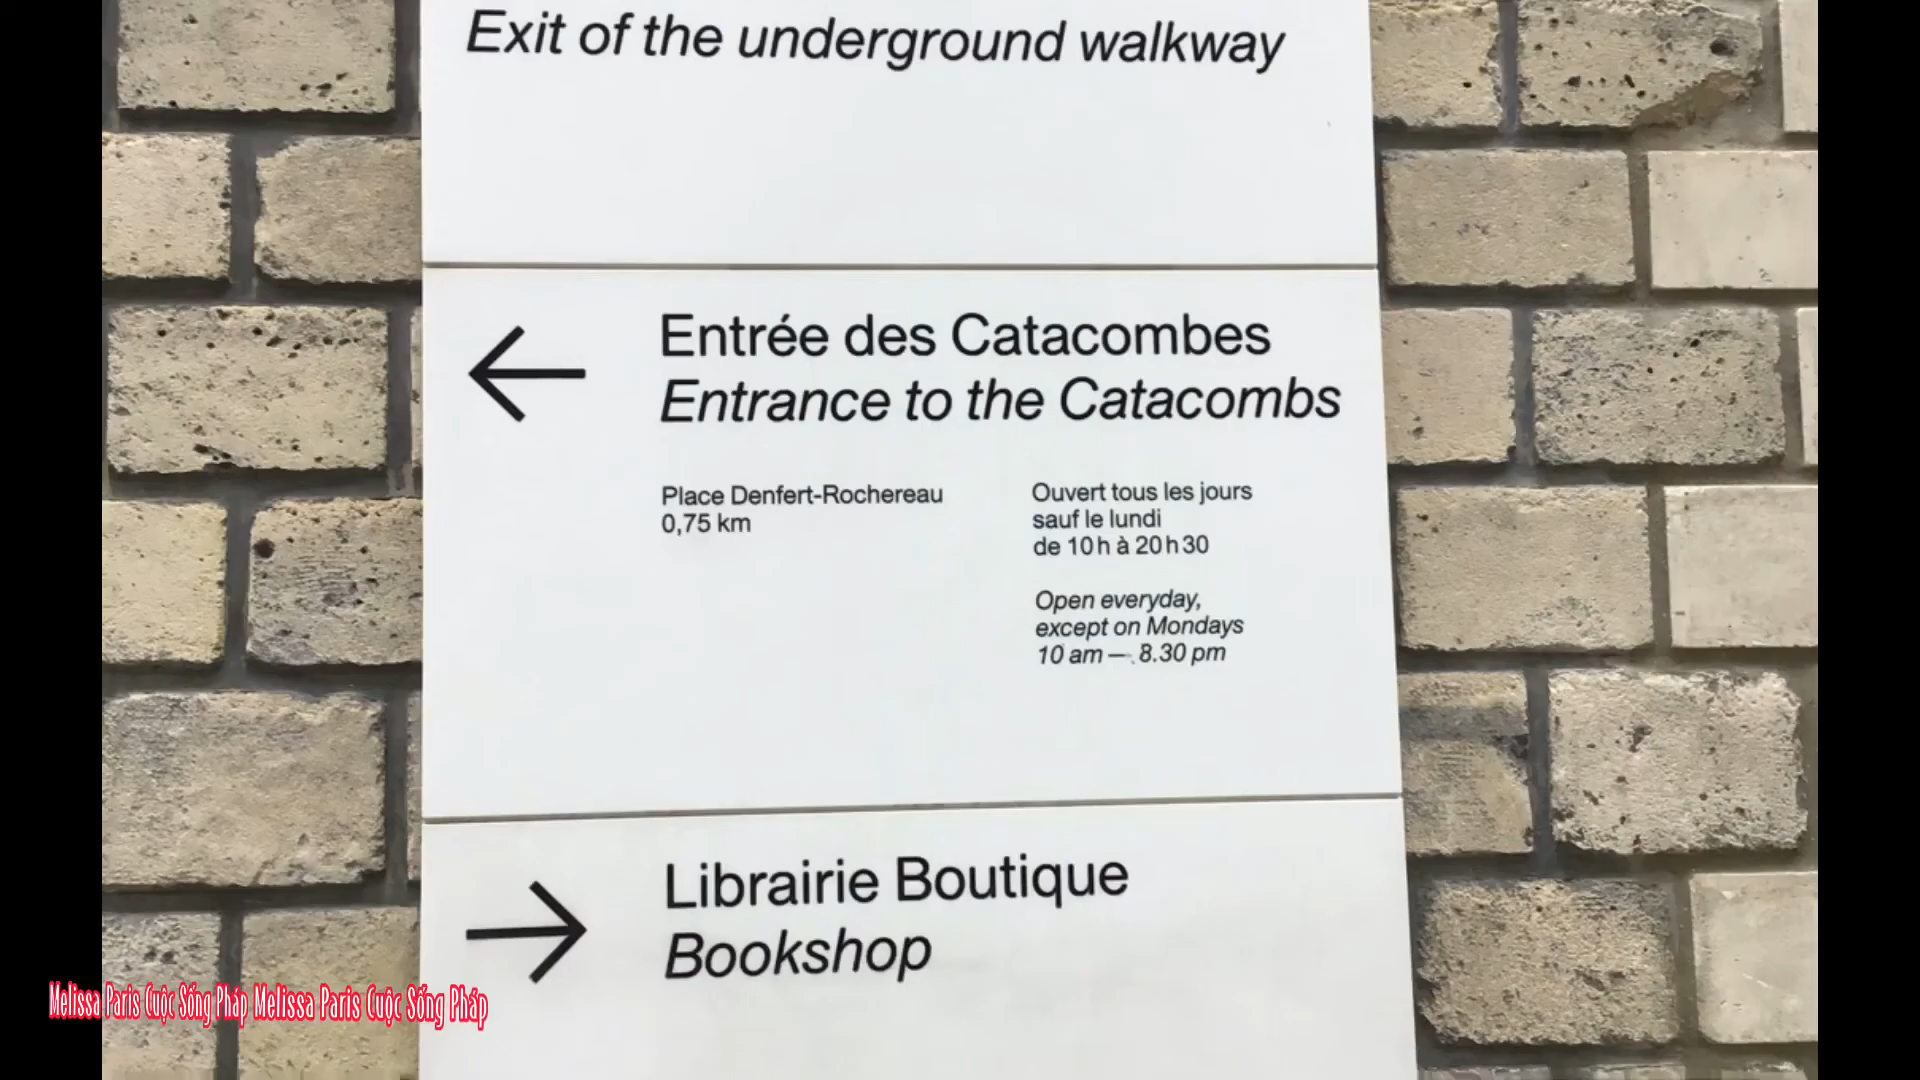 Exit of the underground walkway
Entrée des Catacombes
Entrance to the Catacombs
Place Denfert-Rochereau
0,75 km
Ouvert tous les jours
sauf le lundi
de 10 h à 20 h 30
Open everyday,
except on Mondays
10 am — 8.30 pm
Librairie Boutique
Bookshop
Melissa Paris Cuộc Sống Pháp Melissa Paris Cuộc Sống Pháp